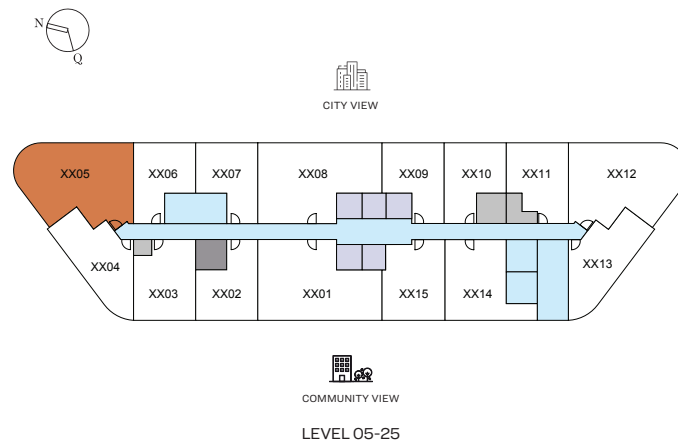 N
Q
CITY VIEW
XX05
XX06
XX07
XX08
XX09
XX10
XX11
XX12
XX04
XX13
XX03
XX02
XX01
XX15
XX14
COMMUNITY VIEW
LEVEL 05-25